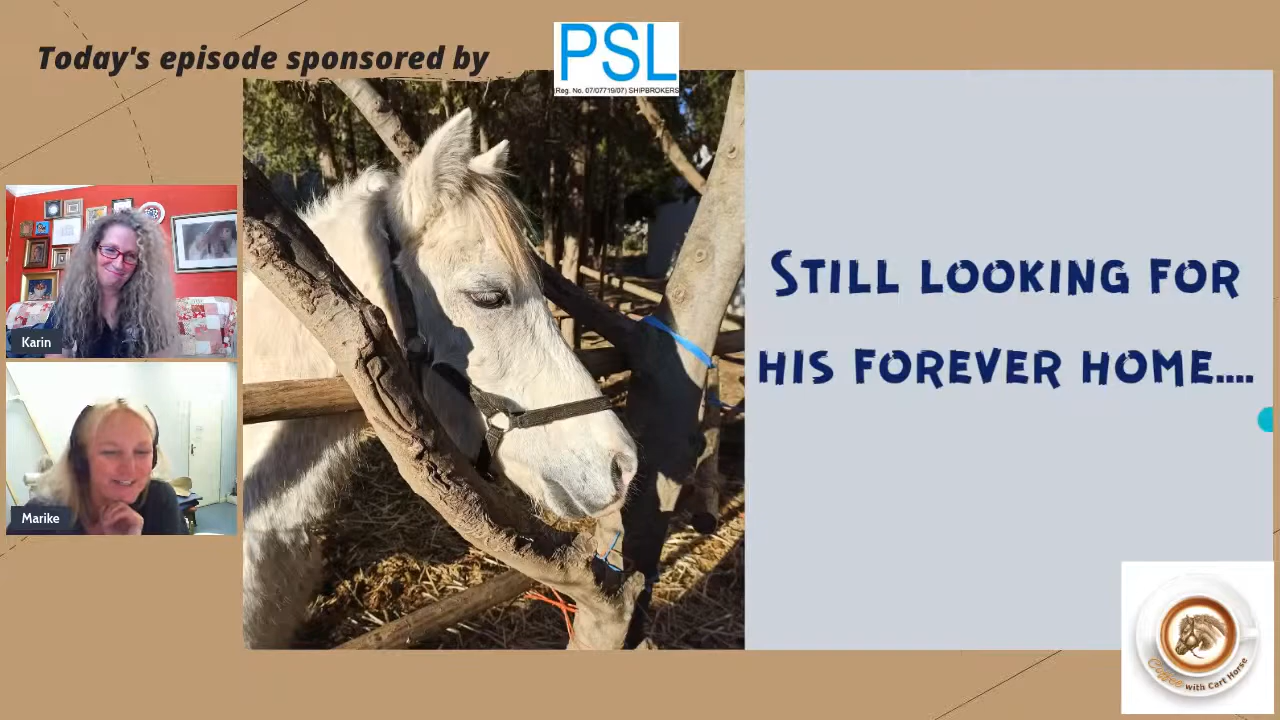 Today's episode sponsored by
PSL
(Reg. No. 07/07719/07) SHIPBROKERS
STILL LOOKING FOR
HIS FOREVER HOME....
Karin
Marike
Coffee with Cart Horse